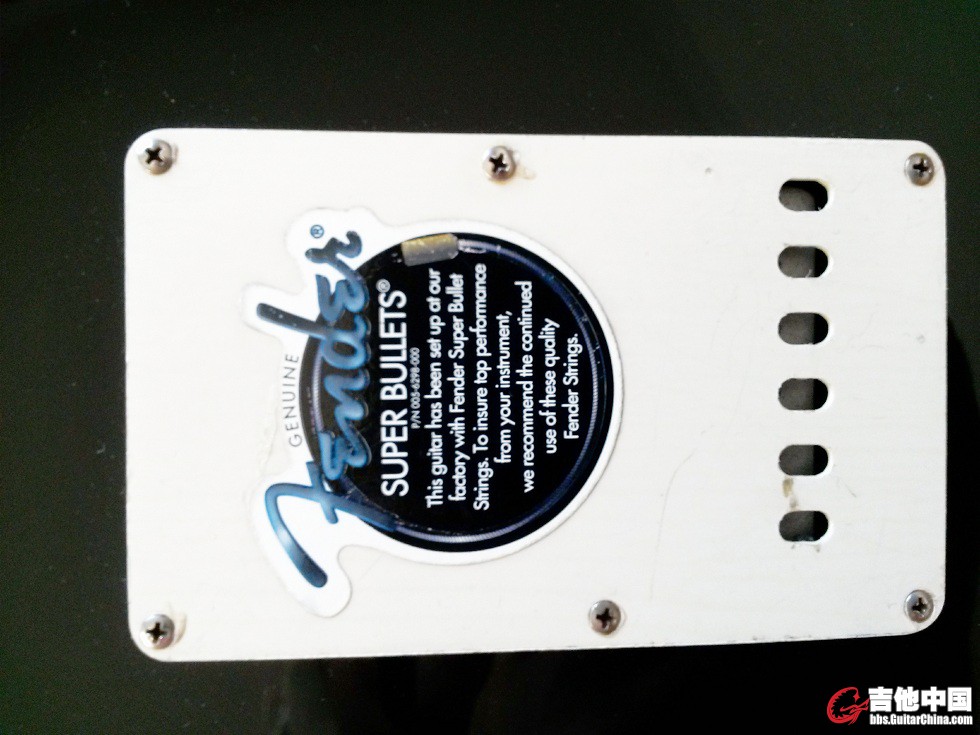 GENUINE
Fender®
SUPER BULLETS®
P/N 005-6298-000
This guitar has been set up at our
factory with Fender Super Bullet
Strings. To insure top performance
from your instrument,
we recommend the continued
use of these quality
Fender Strings.
吉他中国
bbs.GuitarChina.com